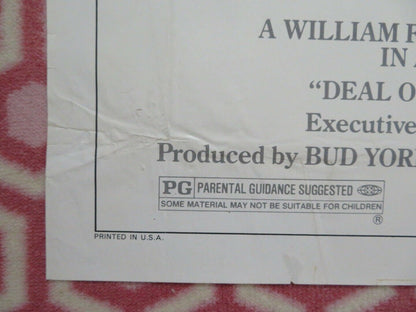 A WILLIAM F
IN A
"DEAL O
Executive
Produced by BUD YOR
PG PARENTAL GUIDANCE SUGGESTED
SOME MATERIAL MAY NOT BE SUITABLE FOR CHILDREN
®
PRINTED IN U.S.A.